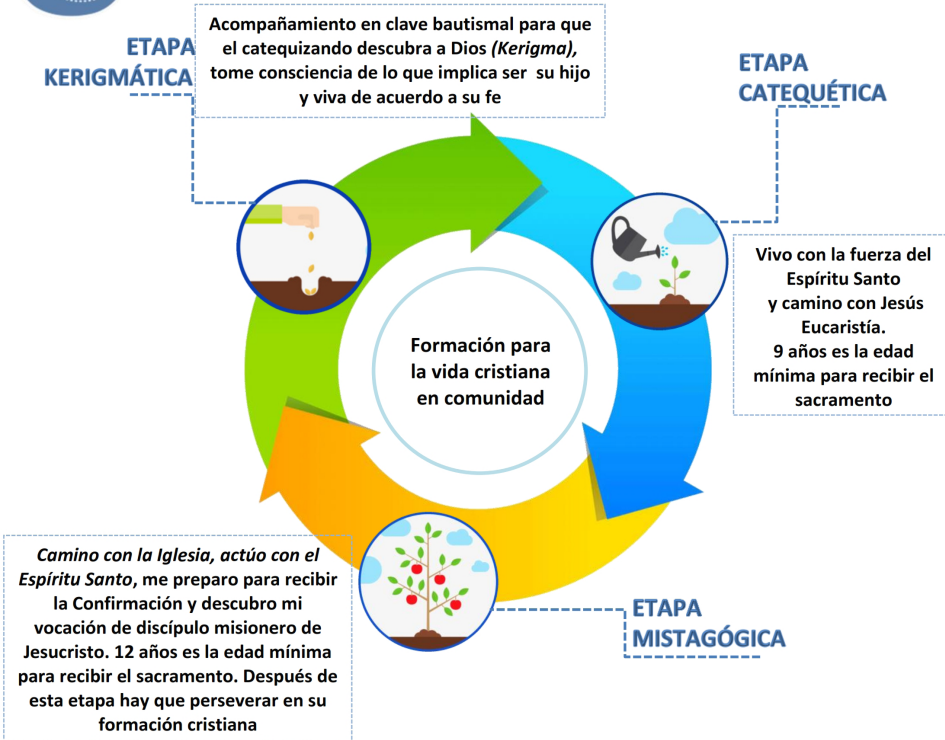 ETAPA
KERIGMÁTICA
Acompañamiento en clave bautismal para que
el catequizando descubra a Dios (Kerigma),
tome consciencia de lo que implica ser su hijo
y viva de acuerdo a su fe
ETAPA
CATEQUÉTICA
Vivo con la fuerza del
Espíritu Santo
y camino con Jesús
Eucaristía.
9 años es la edad
mínima para recibir el
sacramento
Formación para
la vida cristiana
en comunidad
Camino con la Iglesia, actúo con el
Espíritu Santo, me preparo para recibir
la Confirmación y descubro mi
vocación de discípulo misionero de
Jesucristo. 12 años es la edad mínima
para recibir el sacramento. Después de
esta etapa hay que perseverar en su
formación cristiana
ETAPA
MISTAGÓGICA